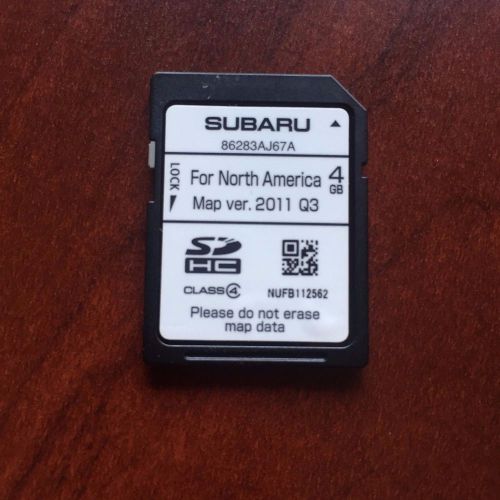 SUBARU
86283AJ67A
LOCK
For North America 4 GB
Map ver. 2011 Q3
SD HC
CLASS 4 NUFB112562
Please do not erase
map data